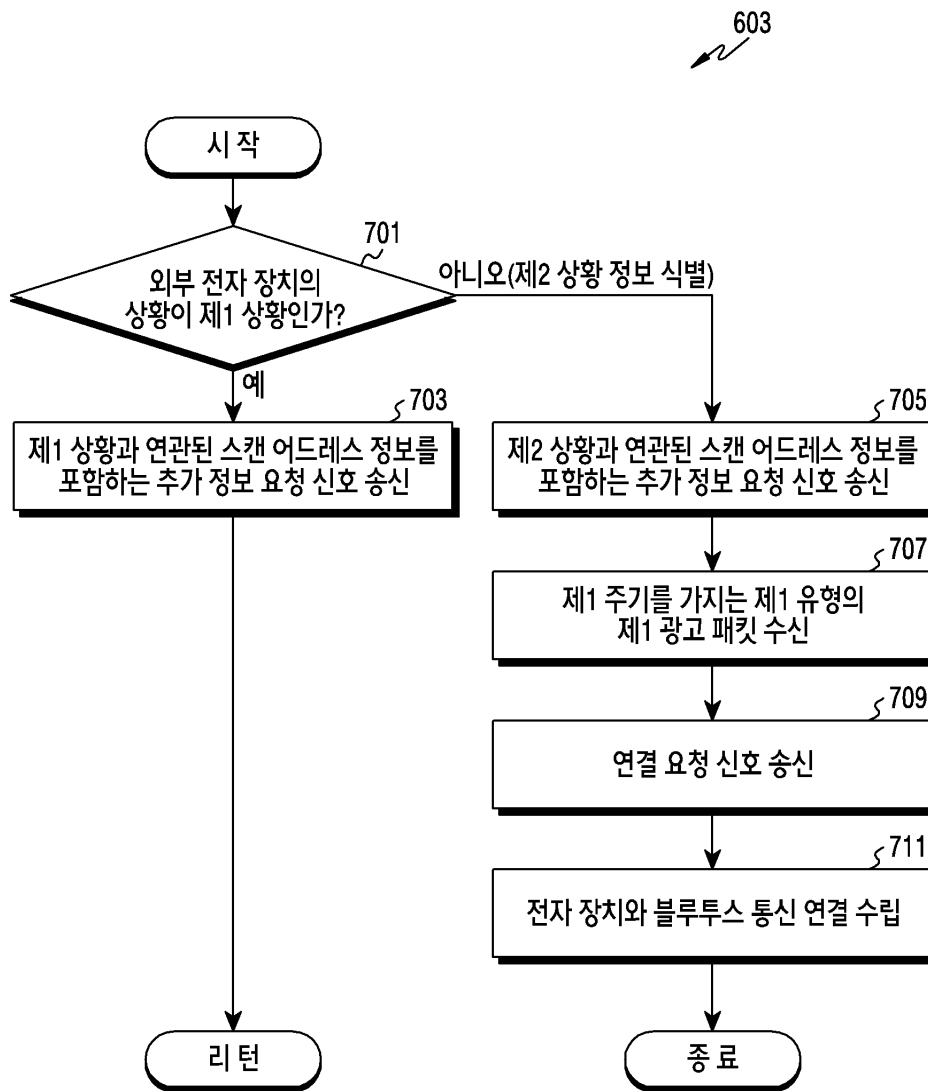 603
시 작
701
외부 전자 장치의
상황이 제1 상황인가?
아니오(제2 상황 정보 식별)
예
703
제1 상황과 연관된 스캔 어드레스 정보를
포함하는 추가 정보 요청 신호 송신
705
제2 상황과 연관된 스캔 어드레스 정보를
포함하는 추가 정보 요청 신호 송신
707
제1 주기를 가지는 제1 유형의
제1 광고 패킷 수신
709
연결 요청 신호 송신
711
전자 장치와 블루투스 통신 연결 수립
리 턴
종 료